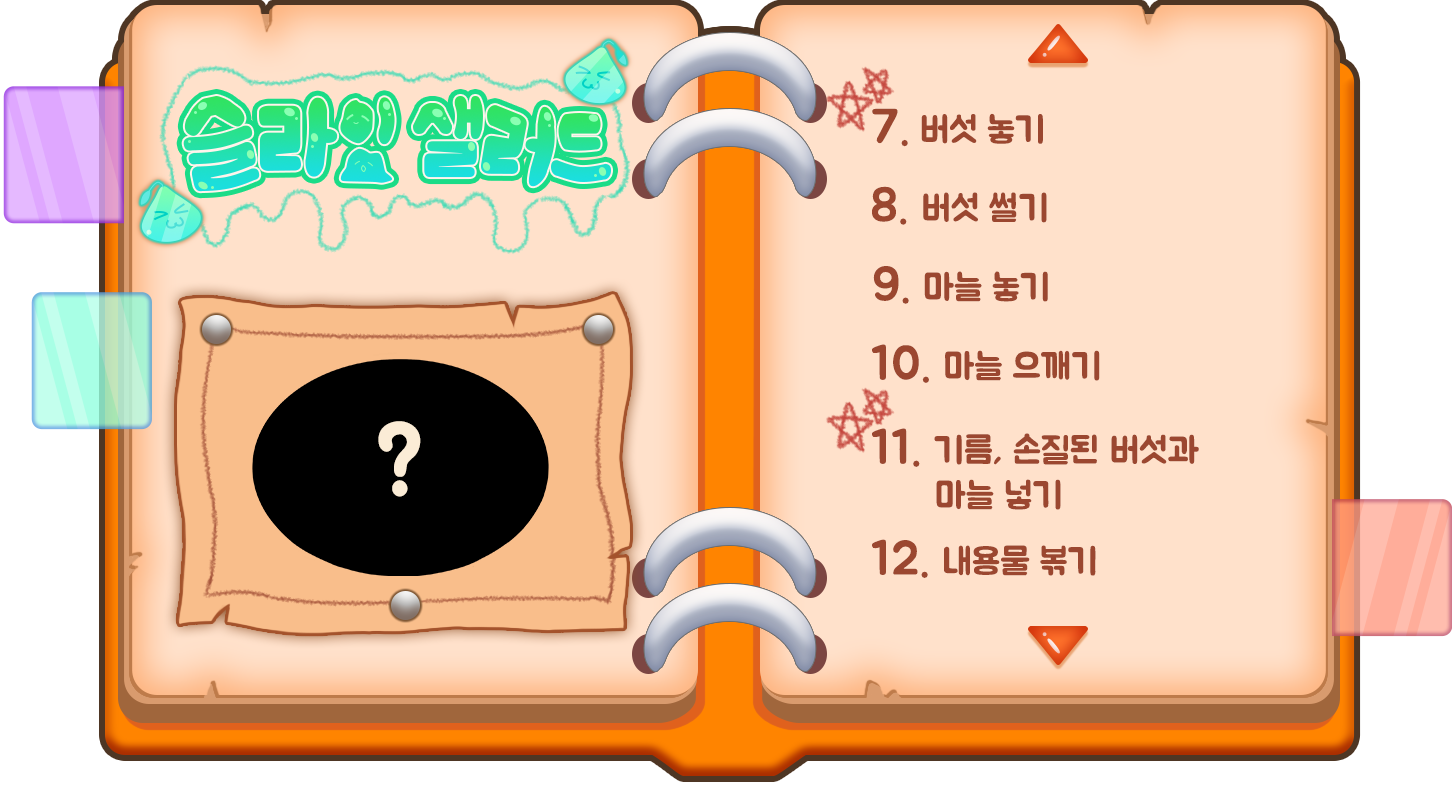 슬라임 샐러드
?
7. 버섯 놓기
8. 버섯 썰기
9. 마늘 놓기
10. 마늘 으깨기
11. 기름, 손질된 버섯과
마늘 넣기
12. 내용물 볶기